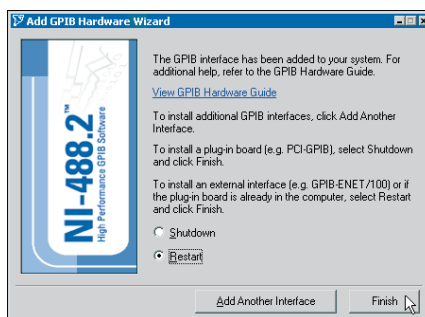 Add GPIB Hardware Wizard
NI-488.2™
High Performance GPIB Software
The GPIB interface has been added to your system. For
additional help, refer to the GPIB Hardware Guide.
View GPIB Hardware Guide
To install additional GPIB interfaces, click Add Another
Interface.
To install a plug-in board (e.g. PCI-GPIB), select Shutdown
and click Finish.
To install an external interface (e.g. GPIB-ENET/100) or if
the plug-in board is already in the computer, select Restart
and click Finish.
Shutdown
Restart
Add Another Interface
Finish